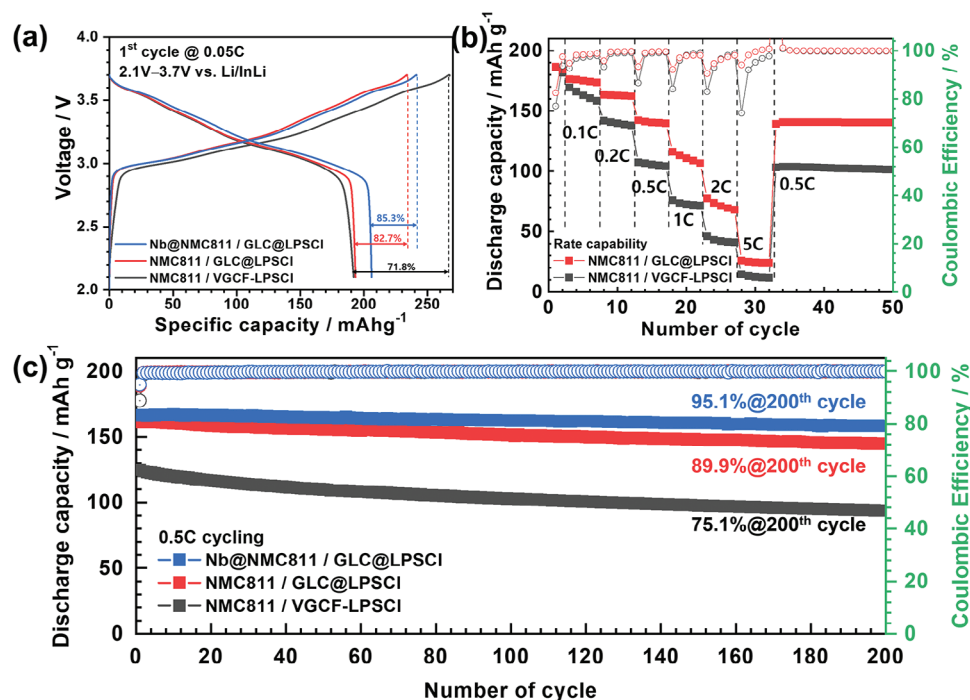 (a)
1st cycle @ 0.05C
2.1V–3.7V vs. Li/InLi
Voltage / V
4.0
3.5
3.0
2.5
2.0
85.3%
82.7%
71.8%
Nb@NMC811 / GLC@LPSCl
NMC811 / GLC@LPSCl
NMC811 / VGCF-LPSCl
0 50 100 150 200 250
Specific capacity / mAhg-1
(b)
Discharge capacity / mAh g-1
200
150
100
50
0
0.1C
0.2C
0.5C
1C
2C
5C
0.5C
Rate capability
NMC811 / GLC@LPSCl
NMC811 / VGCF-LPSCl
0 10 20 30 40 50
Number of cycle
100
80
60
40
20
0
Coulombic Efficiency / %
(c)
Discharge capacity / mAh g-1
200
150
100
50
0
95.1%@200th cycle
89.9%@200th cycle
75.1%@200th cycle
0.5C cycling
Nb@NMC811 / GLC@LPSCl
NMC811 / GLC@LPSCl
NMC811 / VGCF-LPSCl
0 20 40 60 80 100 120 140 160 180 200
Number of cycle
100
80
60
40
20
0
Coulombic Efficiency / %